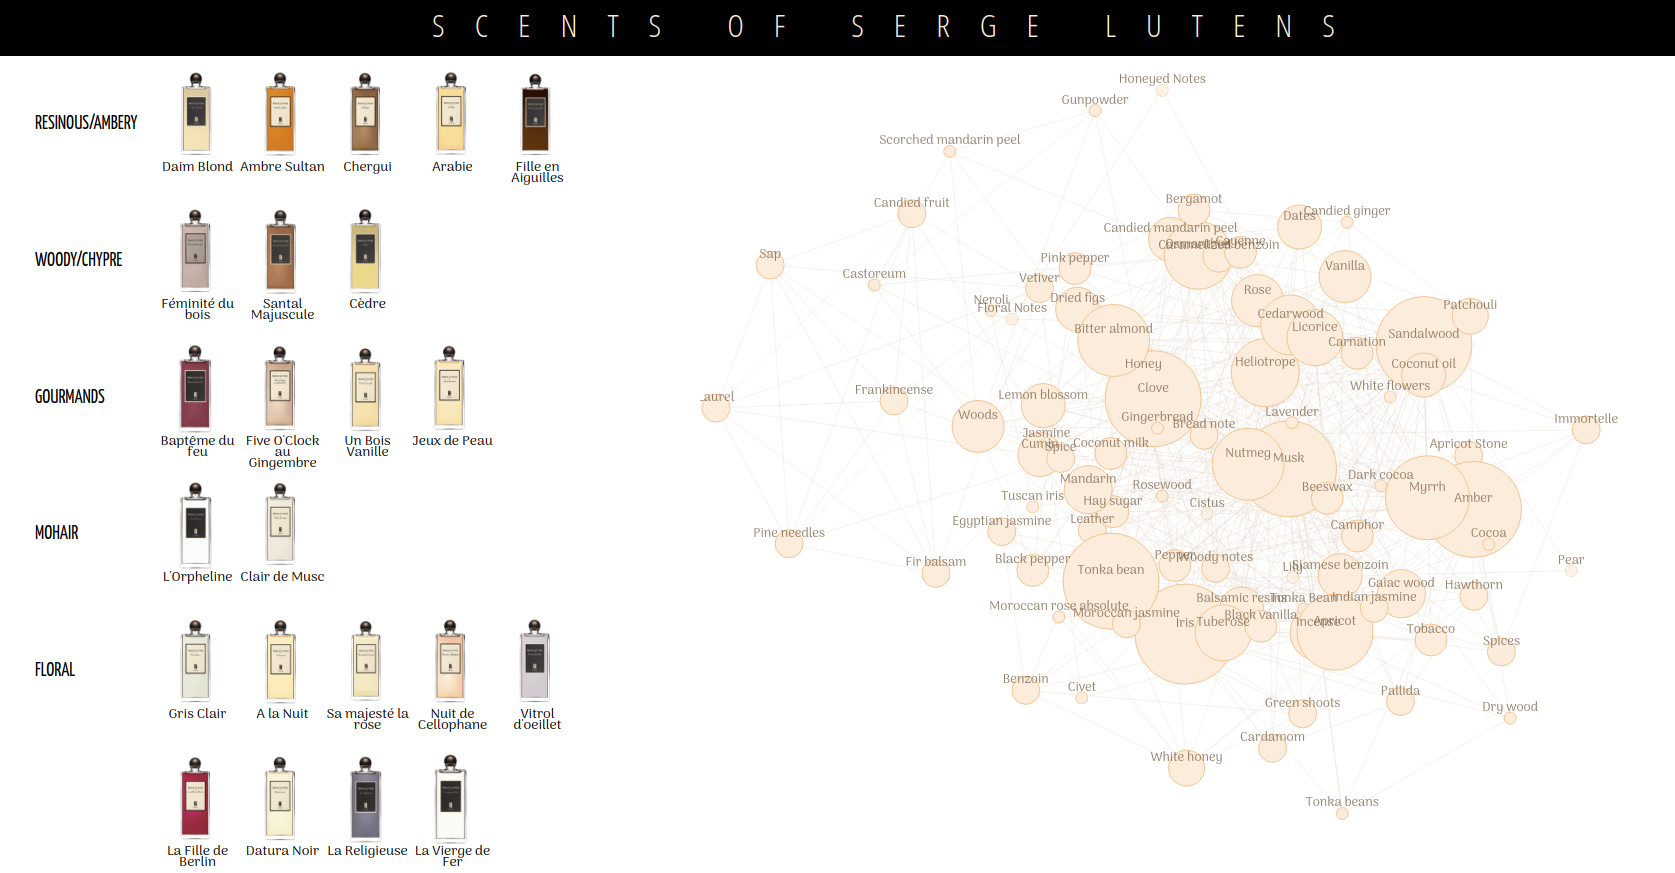 SCENTS OF SERGE LUTENS
RESINOUS/AMBERY
Daim Blond
Ambre Sultan
Chergui
Arabie
Fille en
Aiguilles
WOODY/CHYPRE
Féminité du
bois
Santal
Majuscule
Cèdre
GOURMANDS
Baptême du
feu
Five O'Clock
au
Gingembre
Un Bois
Vanille
Jeux de Peau
MOHAIR
L'Orpheline
Clair de Musc
FLORAL
Gris Clair
A la Nuit
Sa majesté la
rose
Nuit de
Cellophane
Vitrol
d'oeillet
La Fille de
Berlin
Datura Noir
La Religieuse
La Vierge de
Fer
Honeyed Notes
Gunpowder
Scorched mandarin peel
Candied fruit
Bergamot
Dates
Candied ginger
Candied mandarin peel
Cayenne
Caramelized benzoin
Sap
Pink pepper
Vanilla
Castoreum
Vetiver
Rose
Neroli
Dried figs
Floral Notes
Patchouli
Cedarwood
Licorice
Bitter almond
Sandalwood
Carnation
Honey
Heliotrope
Coconut oil
White flowers
Clove
Frankincense
Lemon blossom
Laurel
Woods
Gingerbread
Lavender
Bread note
Immortelle
Jasmine
Cumin
Spice
Coconut milk
Apricot Stone
Nutmeg
Musk
Mandarin
Rosewood
Dark cocoa
Beeswax
Myrrh
Amber
Tuscan iris
Hay sugar
Cistus
Egyptian jasmine
Leather
Camphor
Cocoa
Pine needles
Fir balsam
Black pepper
Pepper
Woody notes
Tonka bean
Lily
Siamese benzoin
Pear
Gaiac wood
Hawthorn
Moroccan rose absolute
Balsamic resins
Tonka Bean
Indian jasmine
Moroccan jasmine
Iris
Tuberose
Black vanilla
Incense
Apricot
Tobacco
Spices
Benzoin
Civet
Pallida
Green shoots
Dry wood
Cardamom
White honey
Tonka beans